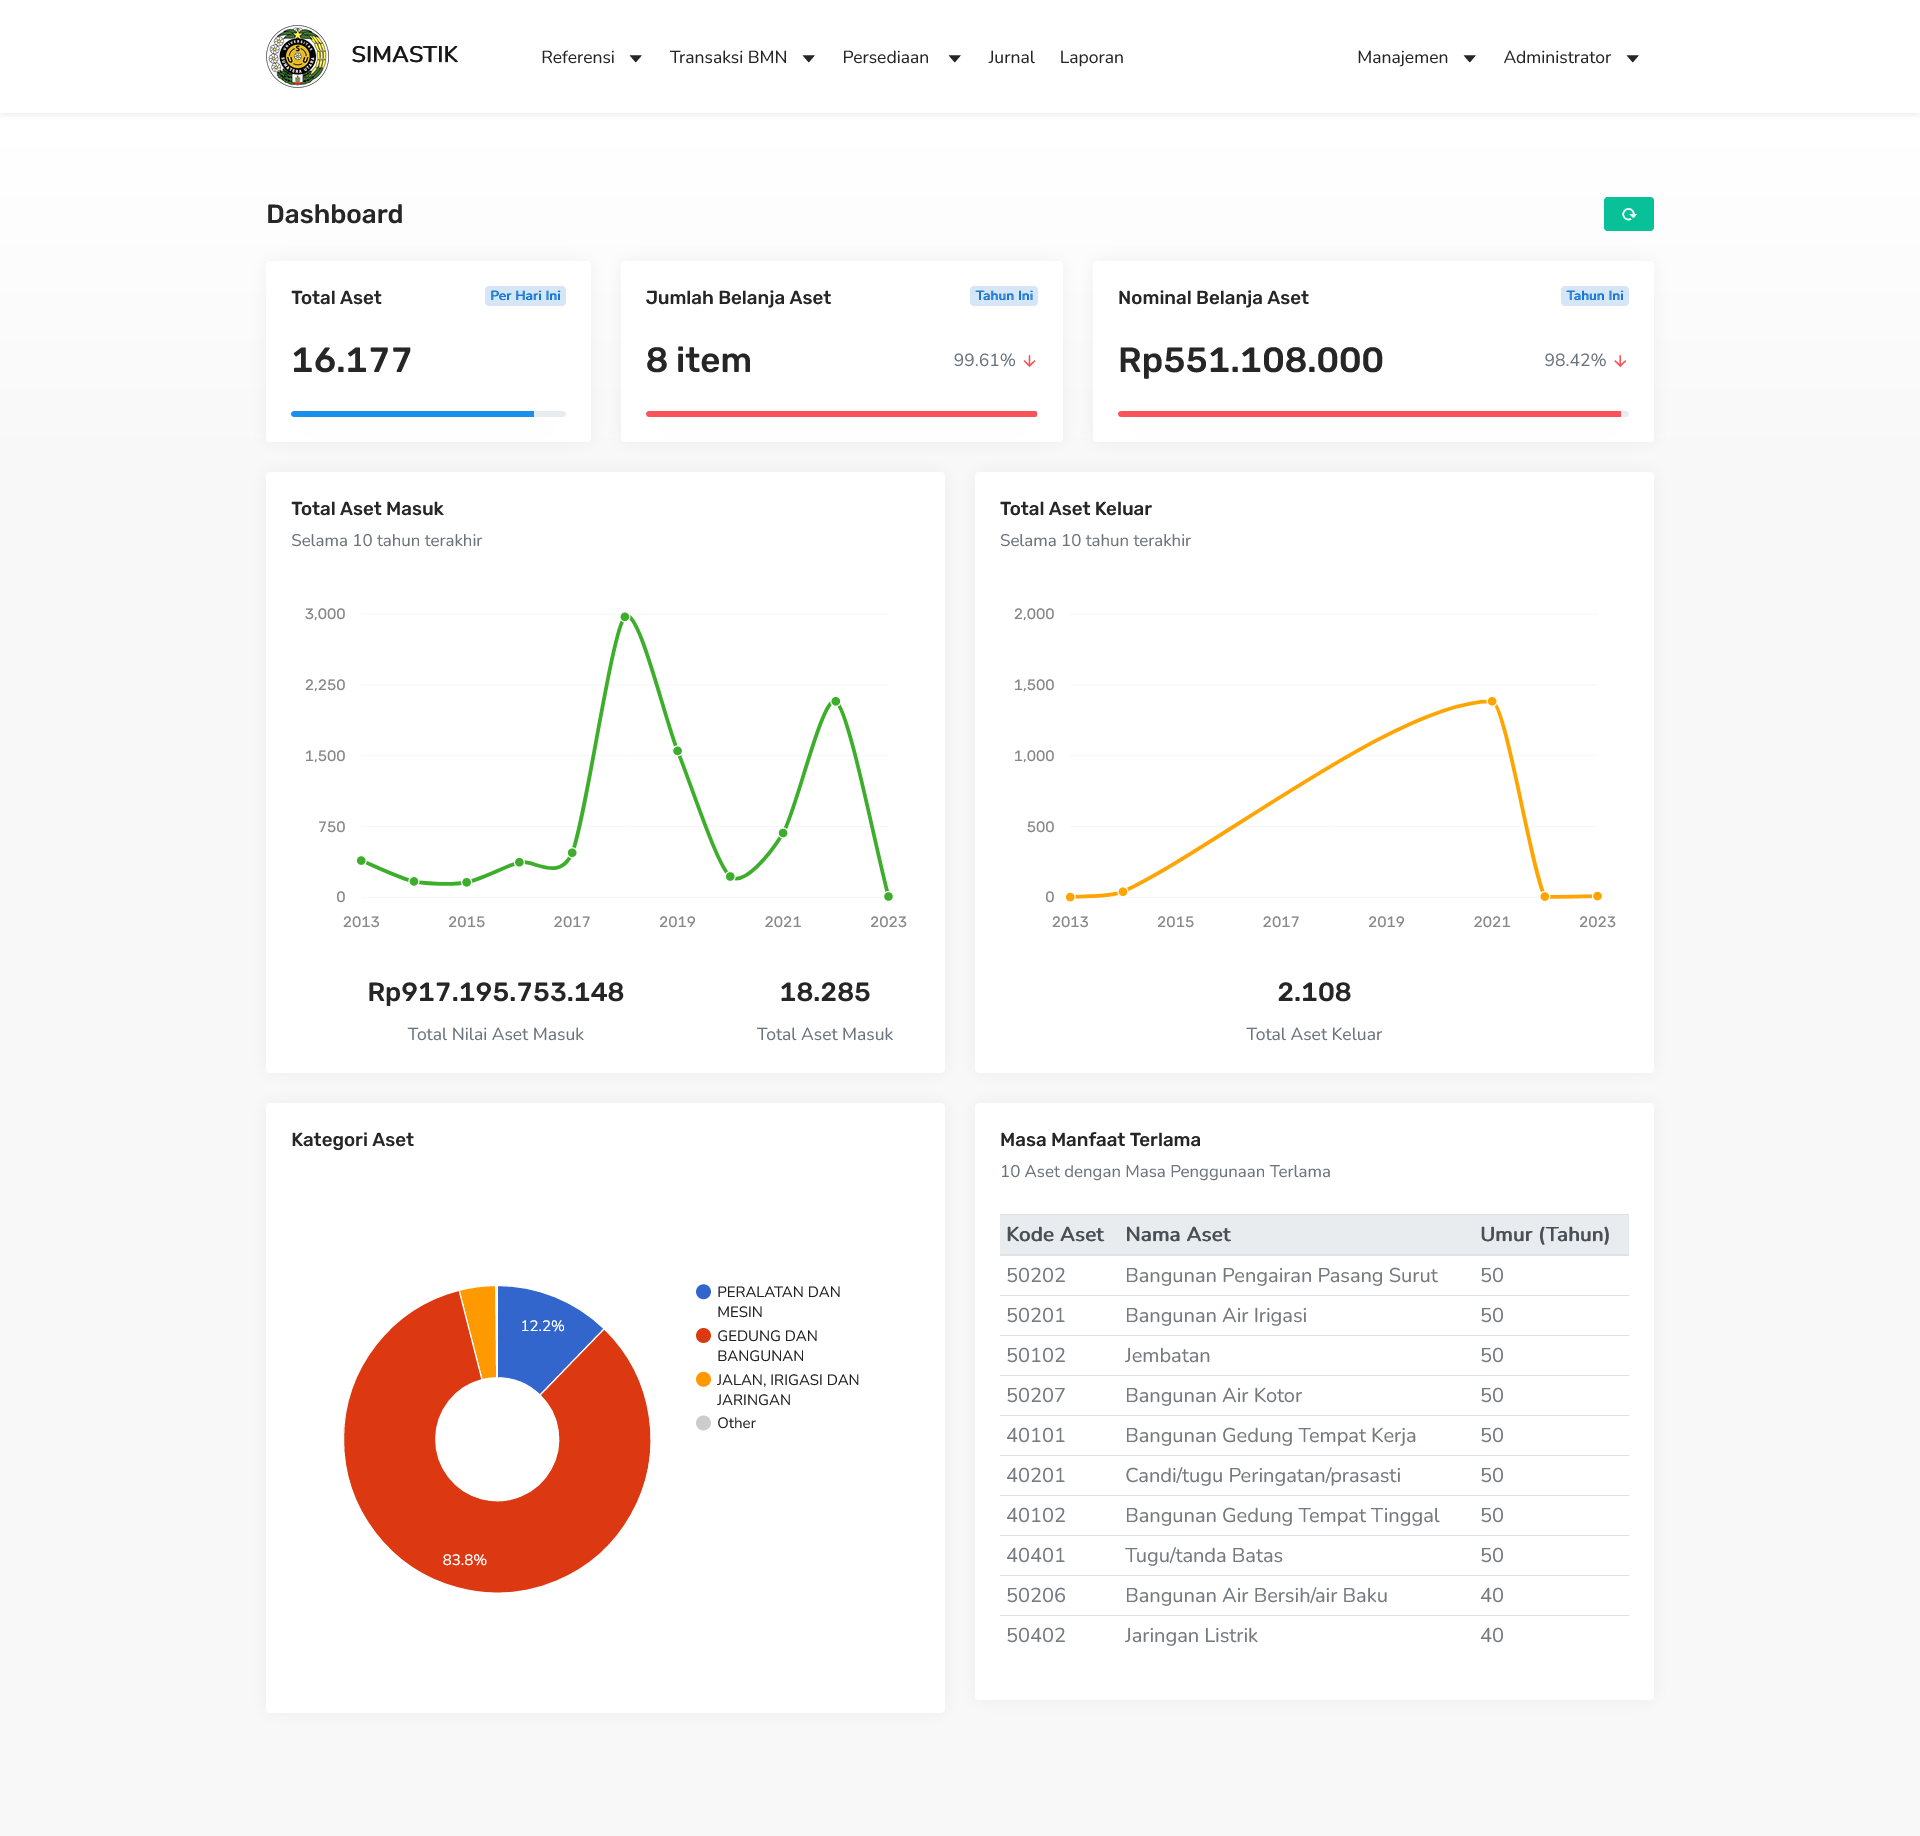 SIMASTIK
Referensi
Transaksi BMN
Persediaan
Jurnal
Laporan
Manajemen
Administrator
Dashboard
Total Aset
Per Hari Ini
16.177
Jumlah Belanja Aset
Tahun Ini
8 item
99.61%
Nominal Belanja Aset
Tahun Ini
Rp551.108.000
98.42%
Total Aset Masuk
Selama 10 tahun terakhir
3,000
2,250
1,500
750
0
2013 2015 2017 2019 2021 2023
Rp917.195.753.148
Total Nilai Aset Masuk
18.285
Total Aset Masuk
Total Aset Keluar
Selama 10 tahun terakhir
2,000
1,500
1,000
500
0
2013 2015 2017 2019 2021 2023
2.108
Total Aset Keluar
Kategori Aset
12.2%
83.8%
PERALATAN DAN
MESIN
GEDUNG DAN
BANGUNAN
JALAN, IRIGASI DAN
JARINGAN
Other
Masa Manfaat Terlama
10 Aset dengan Masa Penggunaan Terlama
Kode Aset Nama Aset Umur (Tahun)
50202 Bangunan Pengairan Pasang Surut 50
50201 Bangunan Air Irigasi 50
50102 Jembatan 50
50207 Bangunan Air Kotor 50
40101 Bangunan Gedung Tempat Kerja 50
40201 Candi/tugu Peringatan/prasasti 50
40102 Bangunan Gedung Tempat Tinggal 50
40401 Tugu/tanda Batas 50
50206 Bangunan Air Bersih/air Baku 40
50402 Jaringan Listrik 40